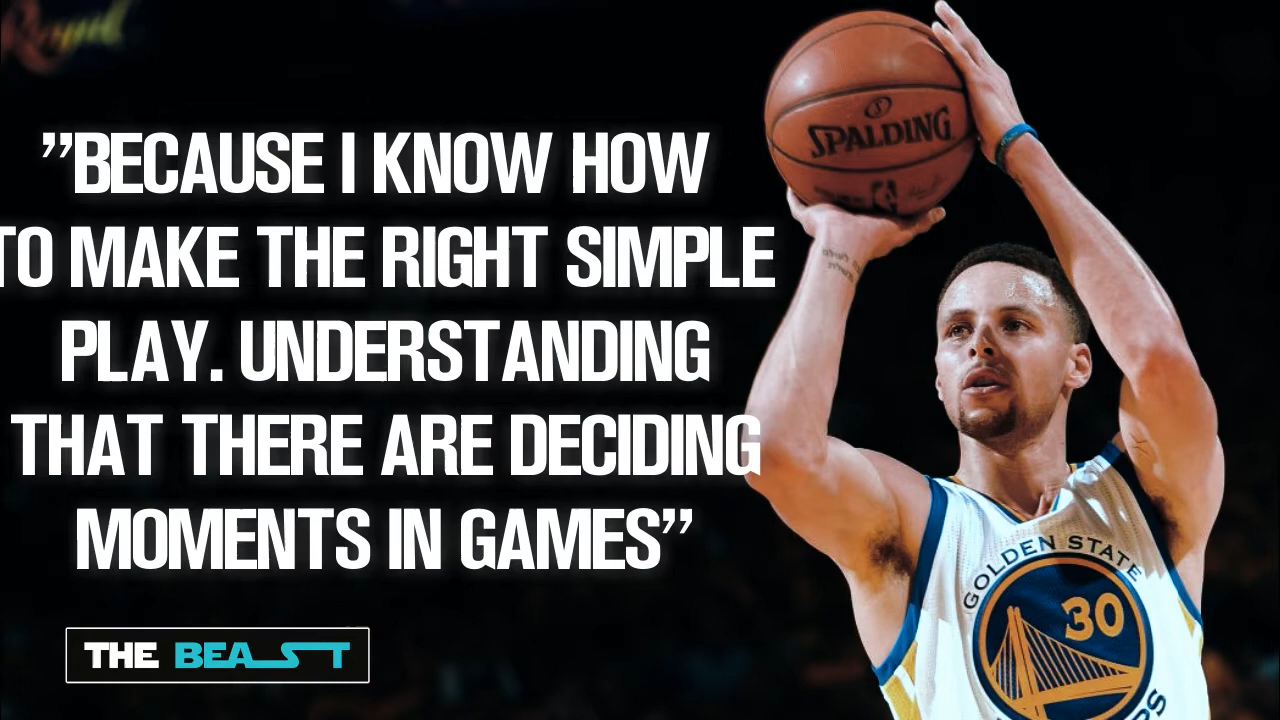 Royal
”BECAUSE I KNOW HOW
TO MAKE THE RIGHT SIMPLE
PLAY. UNDERSTANDING
THAT THERE ARE DECIDING
MOMENTS IN GAMES”
THE BEAST
SPALDING
GOLDEN STATE
30